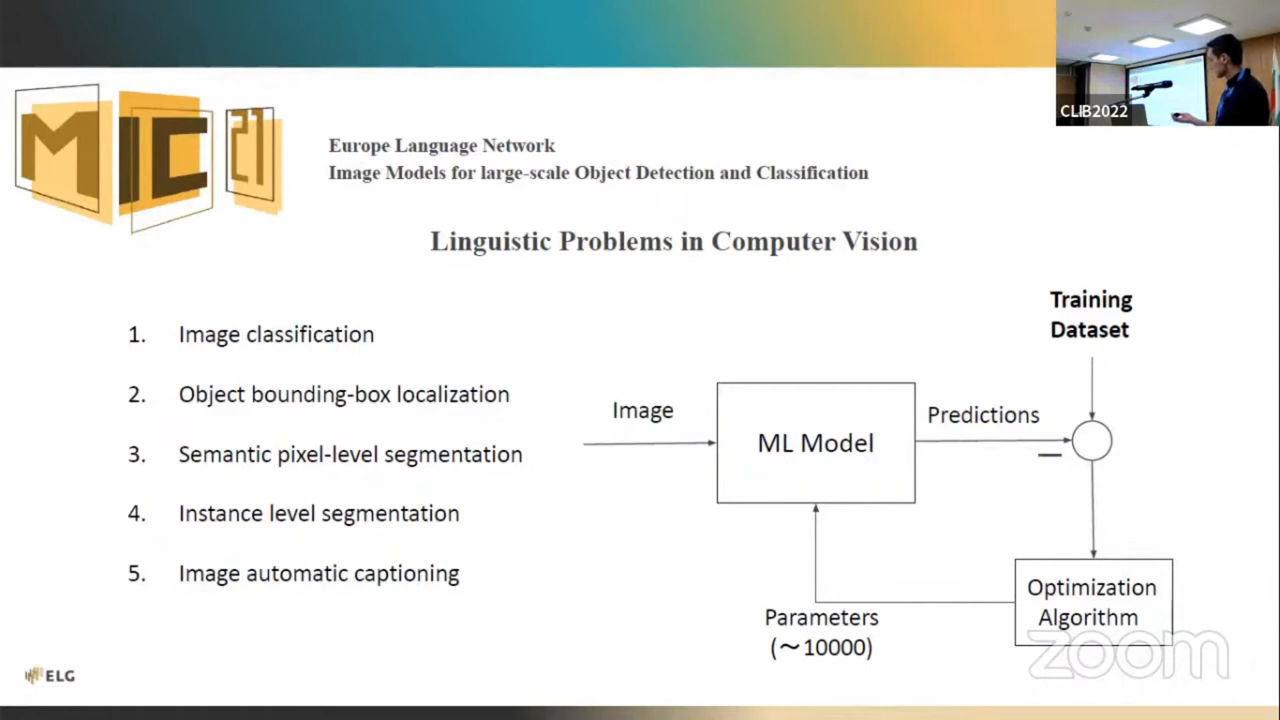 CLIB2022
MIC
21
Europe Language Network
Image Models for large-scale Object Detection and Classification
Linguistic Problems in Computer Vision
1. Image classification
2. Object bounding-box localization
3. Semantic pixel-level segmentation
4. Instance level segmentation
5. Image automatic captioning
Training
Dataset
Image
ML Model
Predictions
Optimization
Algorithm
Parameters
(~10000)
ELG
zoom